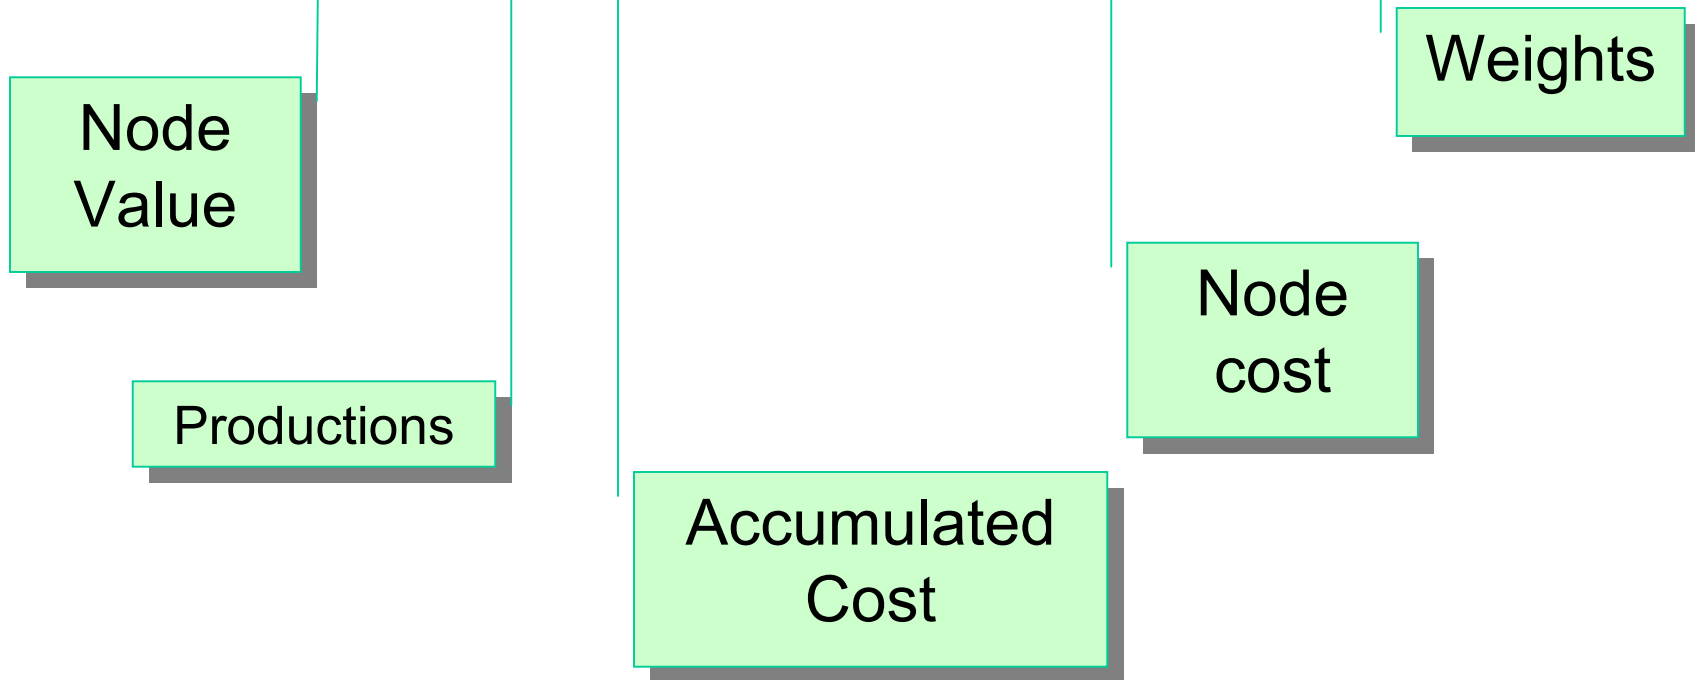 Weights
Node
Value
Node
cost
Productions
Accumulated
Cost